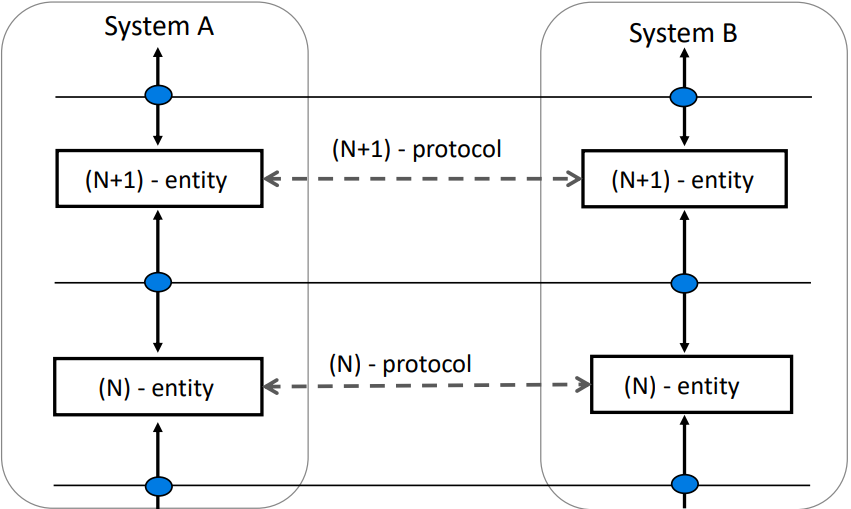 System A
System B
(N+1) - protocol
(N+1) - entity
(N+1) - entity
(N) - protocol
(N) - entity
(N) - entity